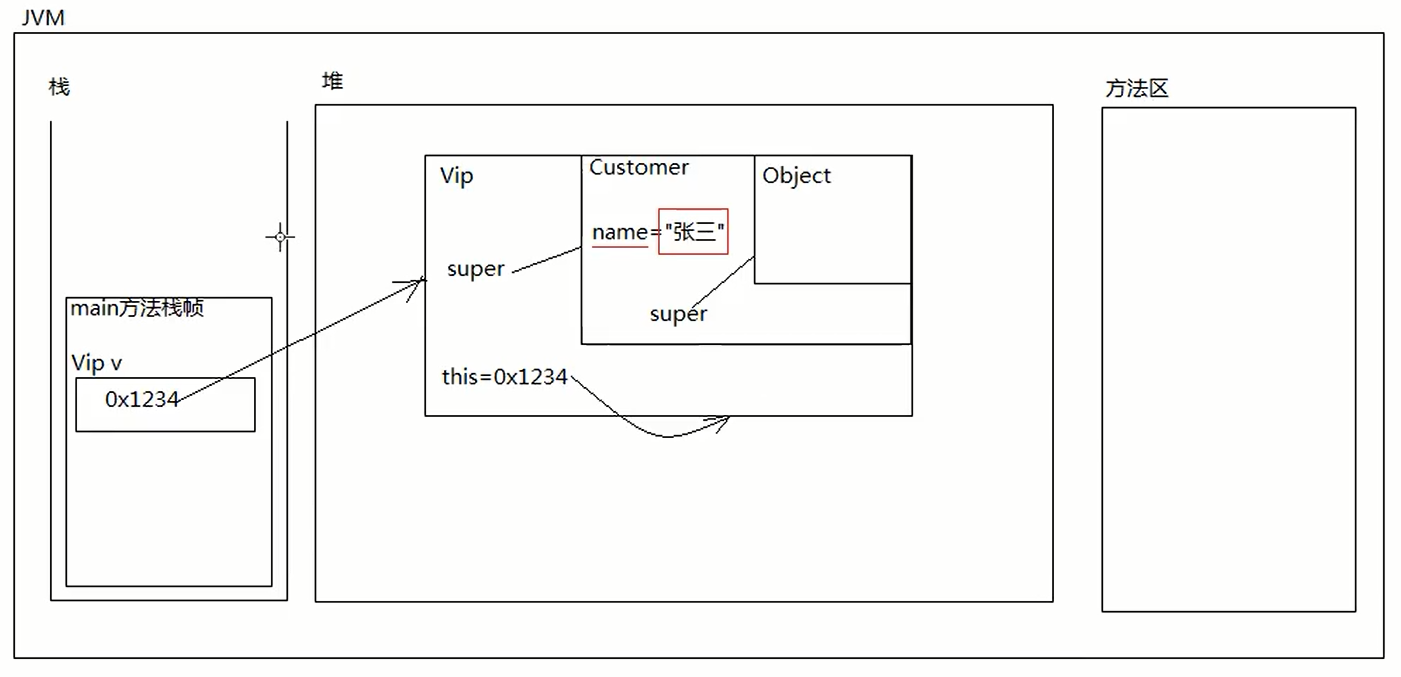 JVM
栈
堆
方法区
Vip
Customer
Object
name="张三"
super
super
this=0x1234
main方法栈帧
Vip v
0x1234